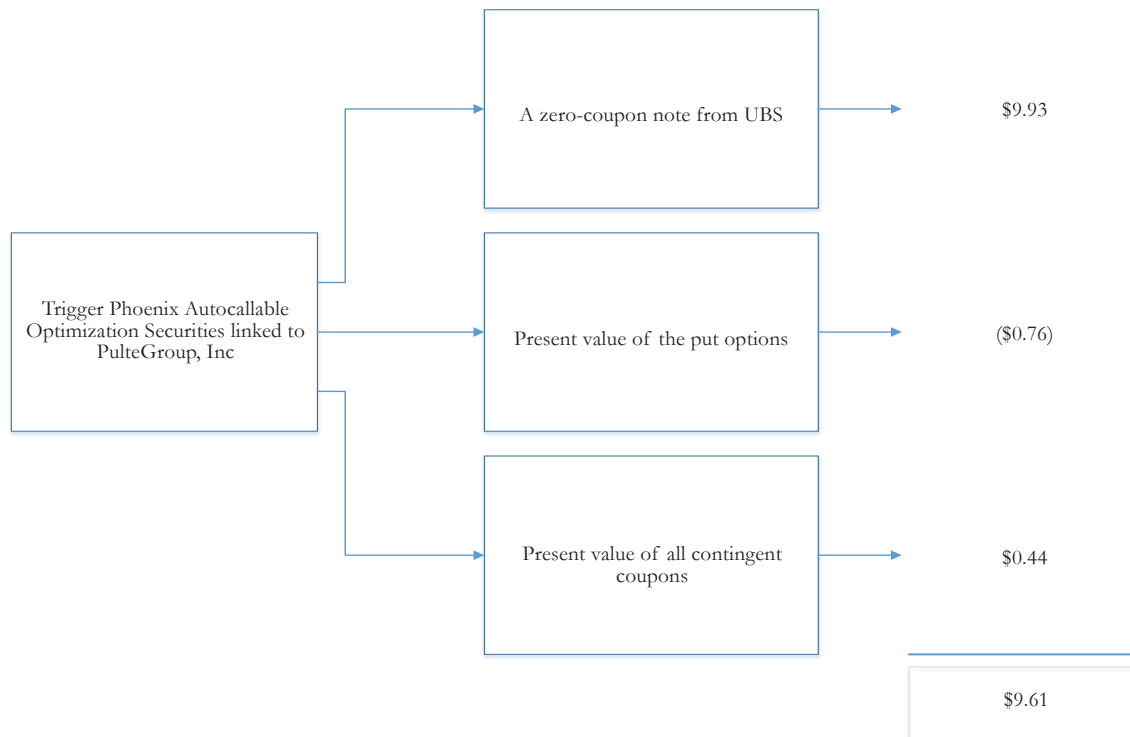 A zero-coupon note from UBS
$9.93
Trigger Phoenix Autocallable
Optimization Securities linked to
PulteGroup, Inc
Present value of the put options
($0.76)
Present value of all contingent
coupons
$0.44
$9.61